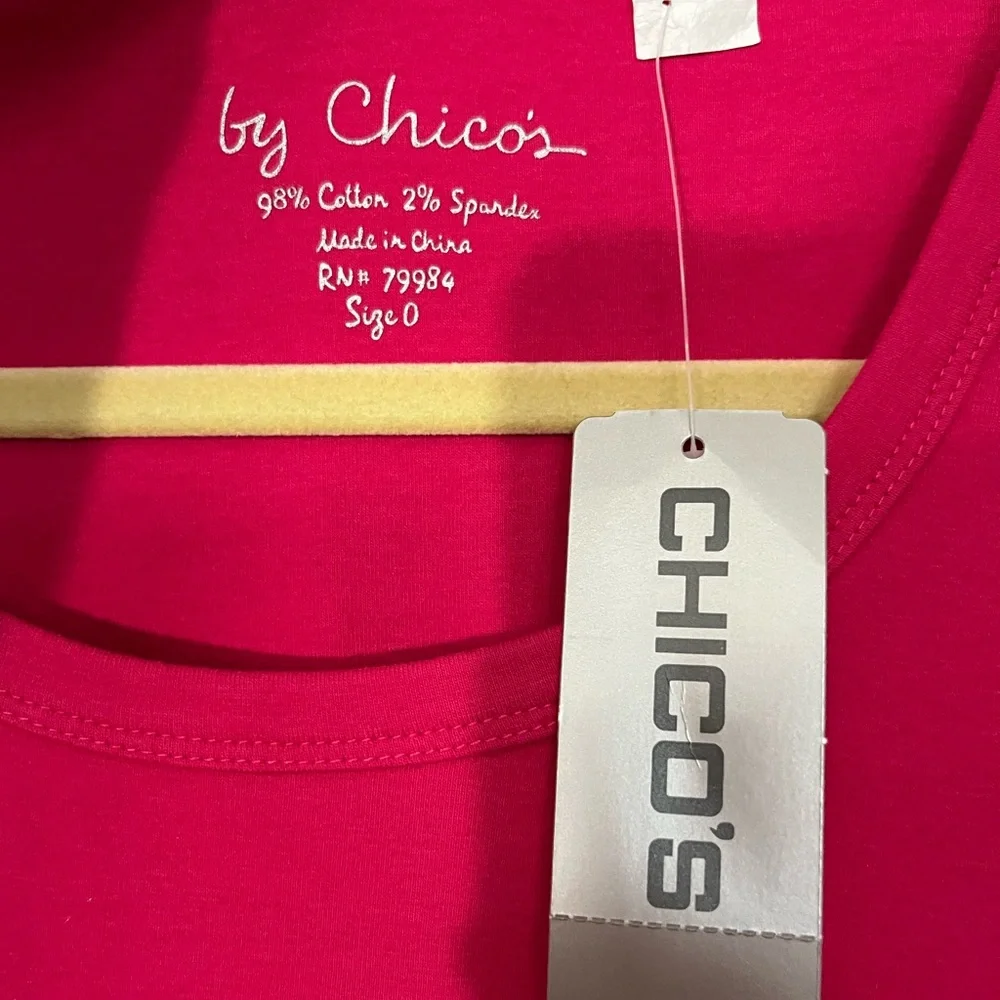 by Chico's
98% Cotton 2% Spandex
Made in China
RN# 79984
Size 0
CHICO'S